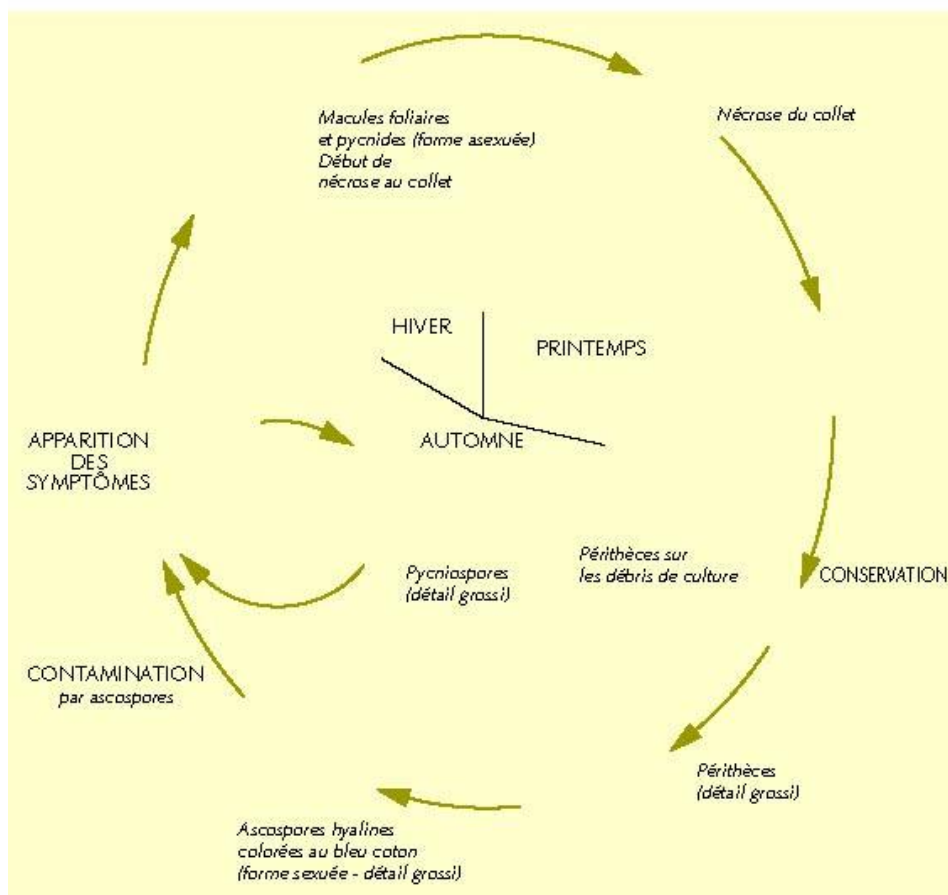 Macules foliaires
et pycnides (forme asexuée)
Début de
nécrose au collet
Nécrose du collet
HIVER
PRINTEMPS
AUTOMNE
APPARITION
DES
SYMPTÔMES
Pycniospores
(détail grossi)
Périthèces sur
les débris de culture
CONSERVATION
CONTAMINATION
par ascospores
Périthèces
(détail grossi)
Ascospores hyalines
colorées au bleu coton
(forme sexuée - détail grossi)